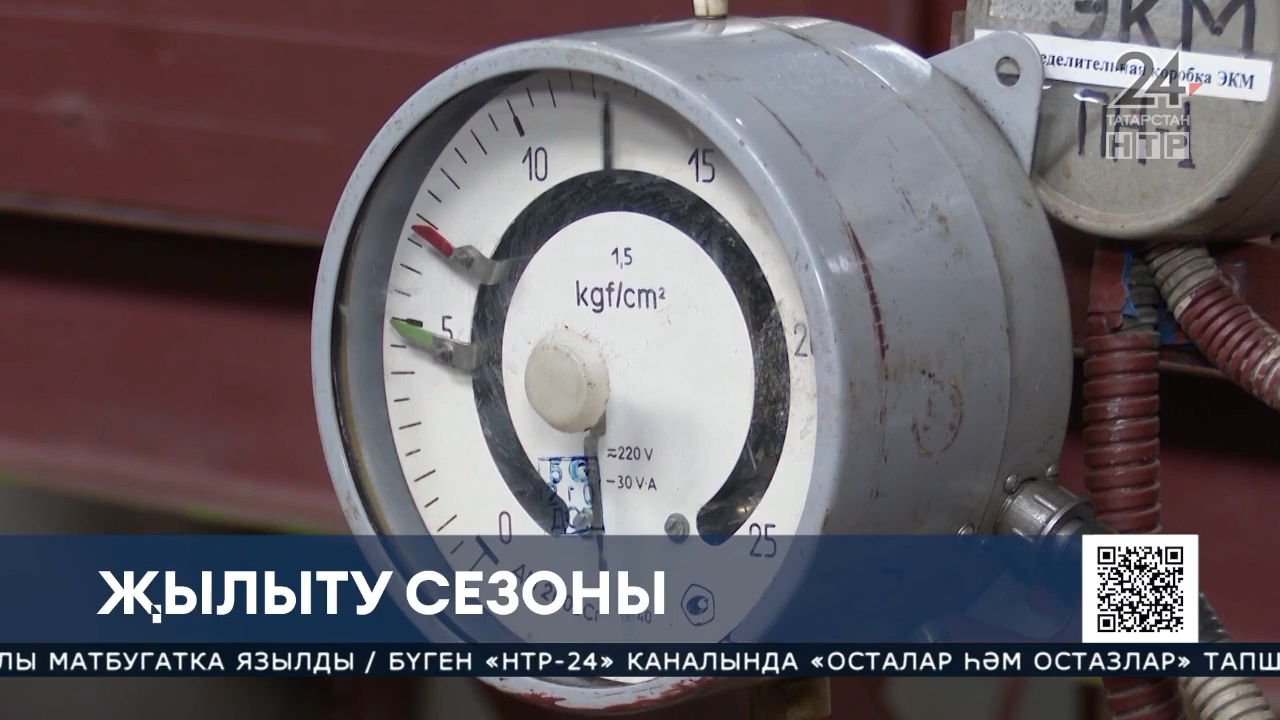 ЭКМ
ределительная коробка ЭКМ
24
ТАТАРСТАН
НТР
10
15
5
2
0
25
1,5
kgf/cm²
≈220 V
–30 V·A
ҖЫЛЫТУ СЕЗОНЫ
ЛЫ МАТБУГАТКА ЯЗЫЛДЫ / БҮГЕН «НТР-24» КАНАЛЫНДА «ОСТАЛАР ҺӘМ ОСТАЗЛАР» ТАПШ